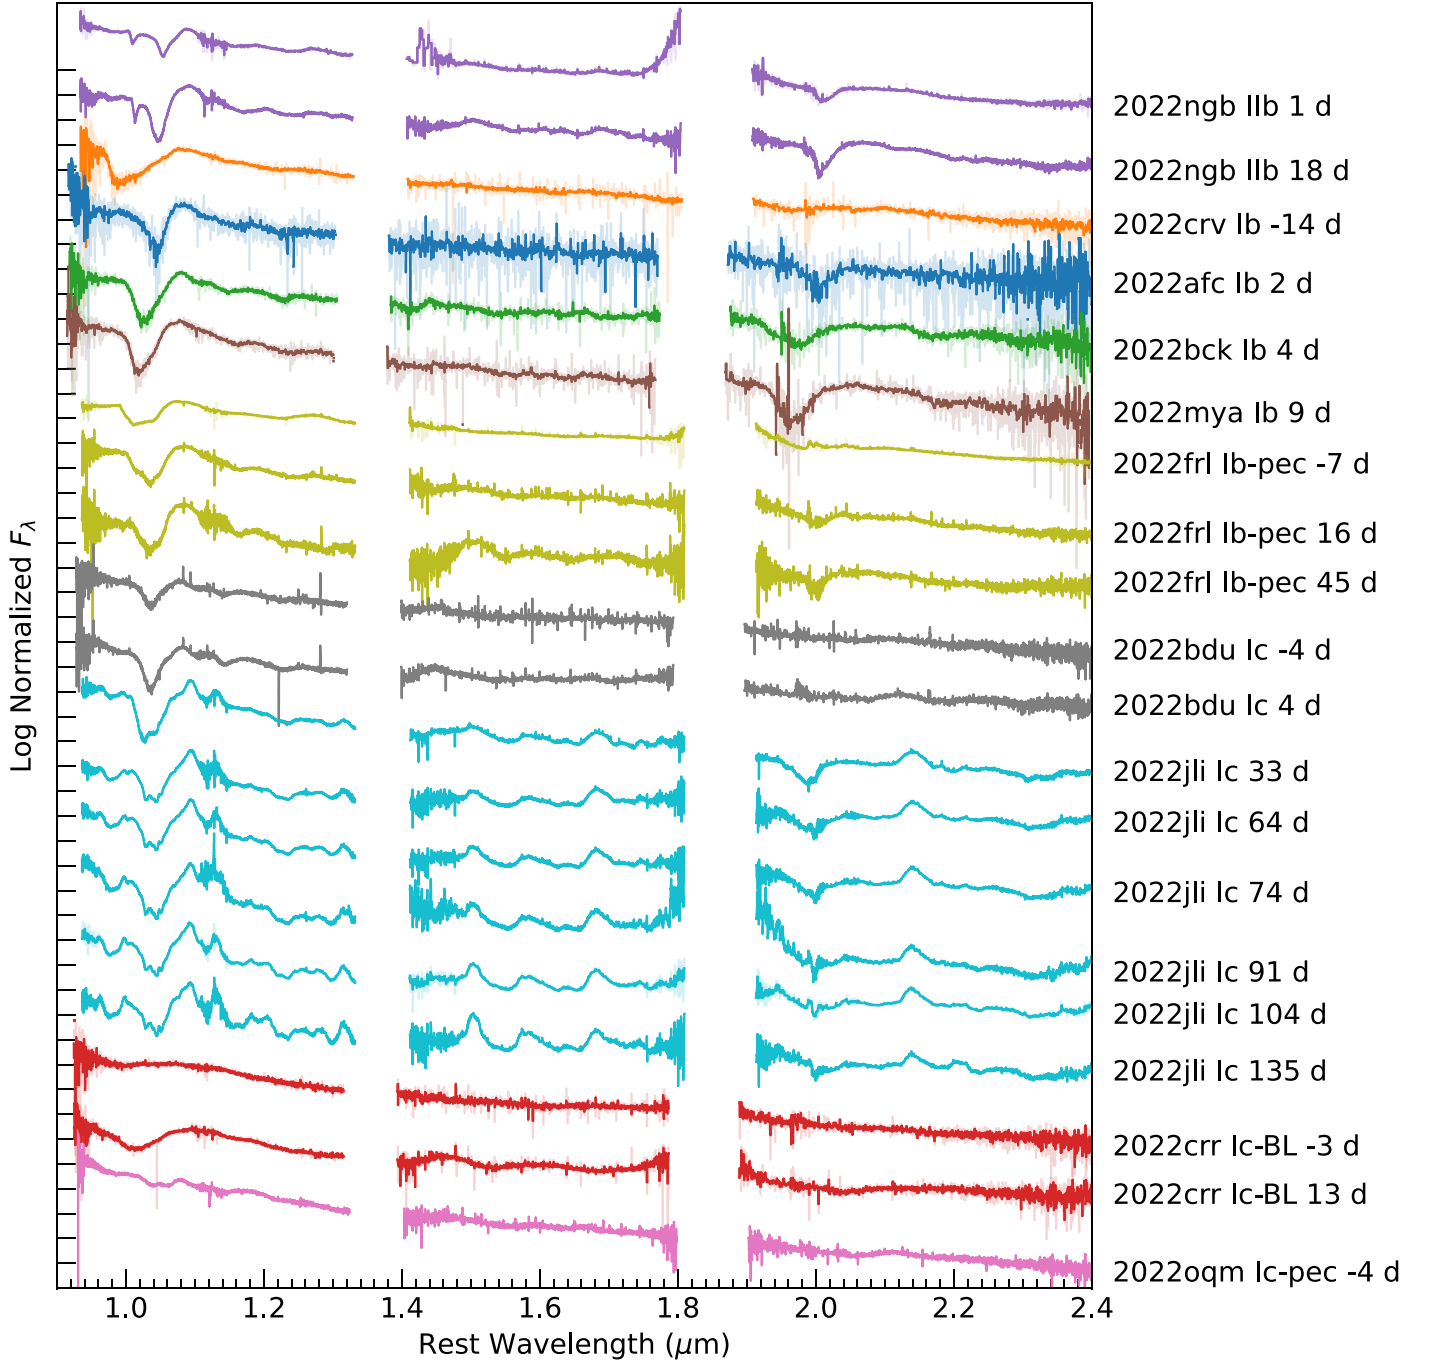 2022ngb IIb 1 d
2022ngb IIb 18 d
2022crv Ib -14 d
2022afc Ib 2 d
2022bck Ib 4 d
2022mya Ib 9 d
2022frl Ib-pec -7 d
2022frl Ib-pec 16 d
2022frl Ib-pec 45 d
2022bdu Ic -4 d
2022bdu Ic 4 d
2022jli Ic 33 d
2022jli Ic 64 d
2022jli Ic 74 d
2022jli Ic 91 d
2022jli Ic 104 d
2022jli Ic 135 d
2022crr Ic-BL -3 d
2022crr Ic-BL 13 d
2022oqm Ic-pec -4 d
Log Normalized F_λ
1.0 1.2 1.4 1.6 1.8 2.0 2.2 2.4
Rest Wavelength (μm)